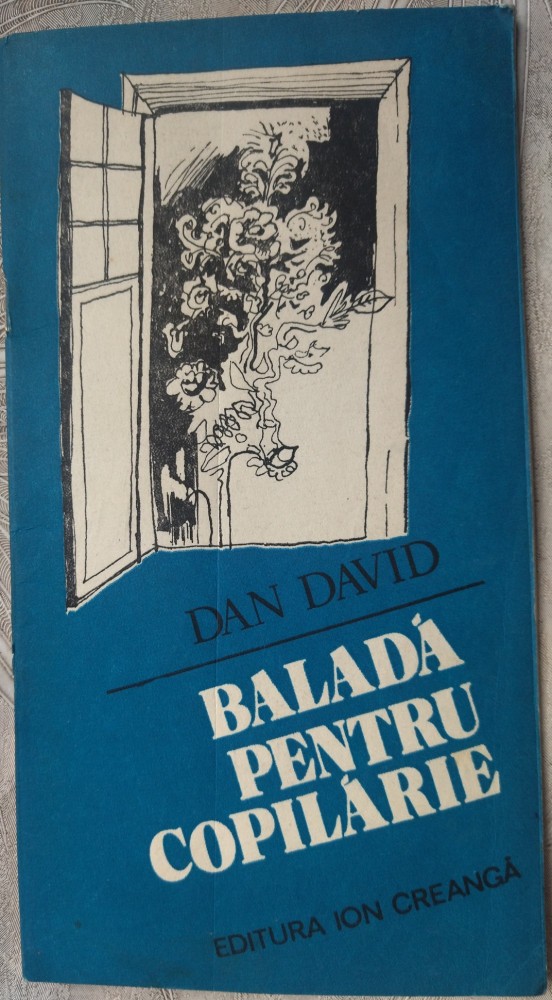 DAN DAVID
BALADĂ
PENTRU
COPILĂRIE
EDITURA ION CREANGĂ